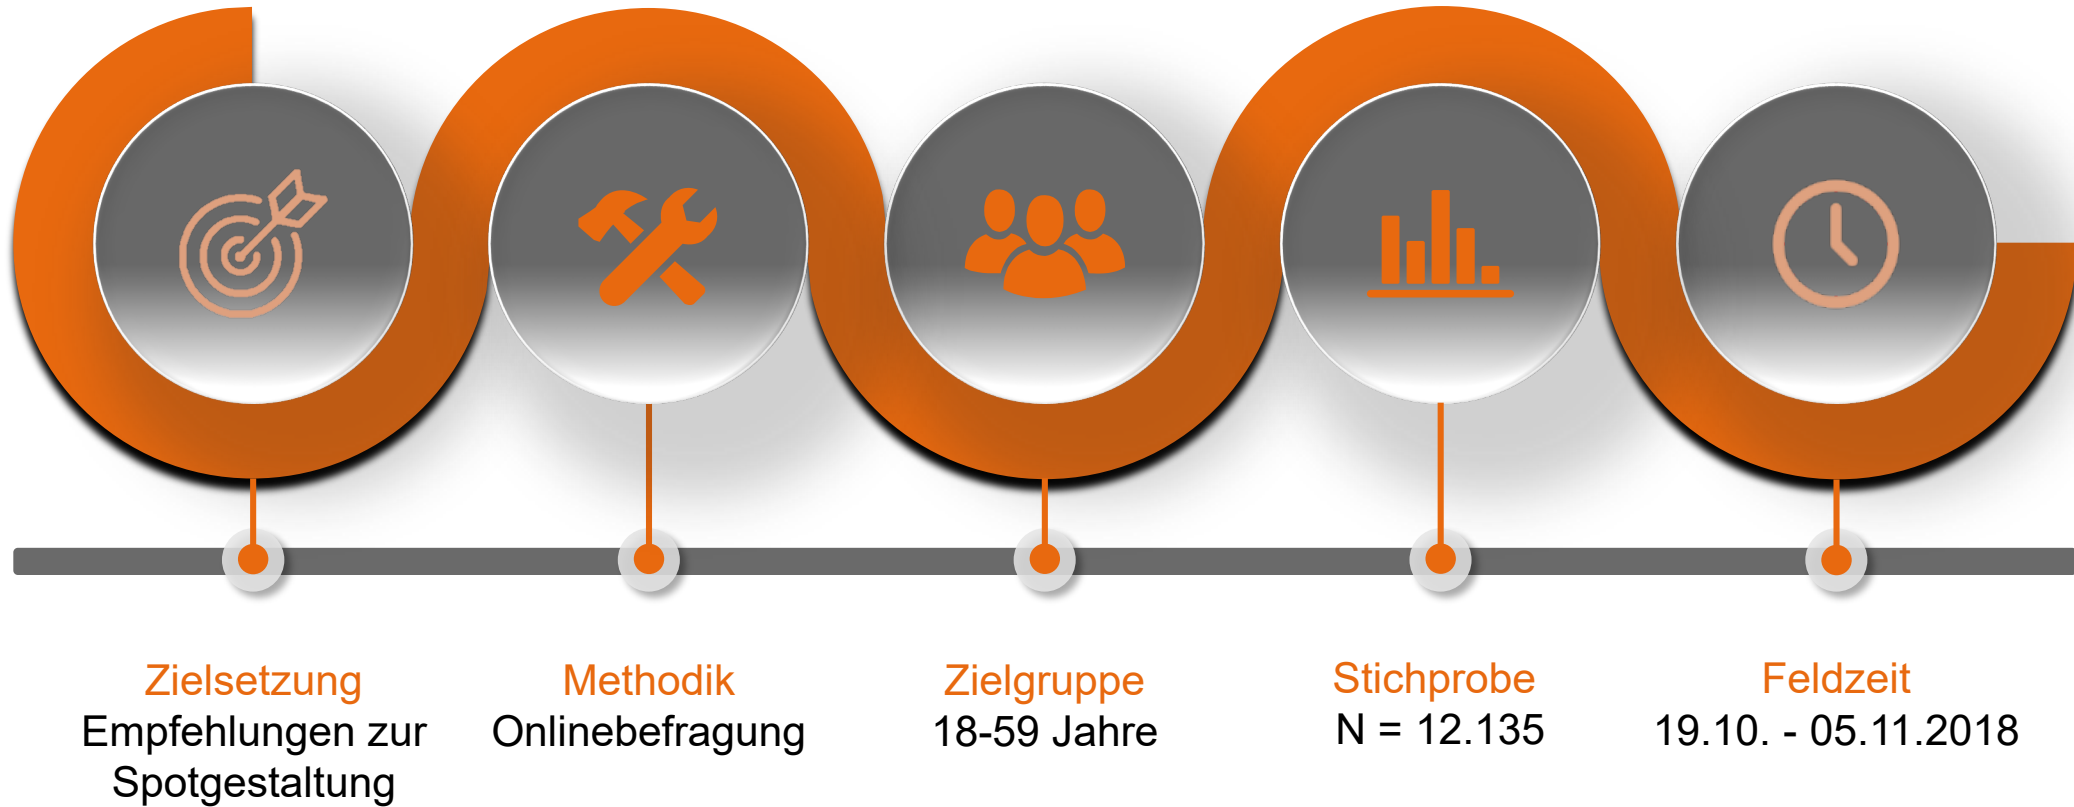 Zielsetzung
Empfehlungen zur
Spotgestaltung
Methodik
Onlinebefragung
Zielgruppe
18-59 Jahre
Stichprobe
N = 12.135
Feldzeit
19.10. - 05.11.2018